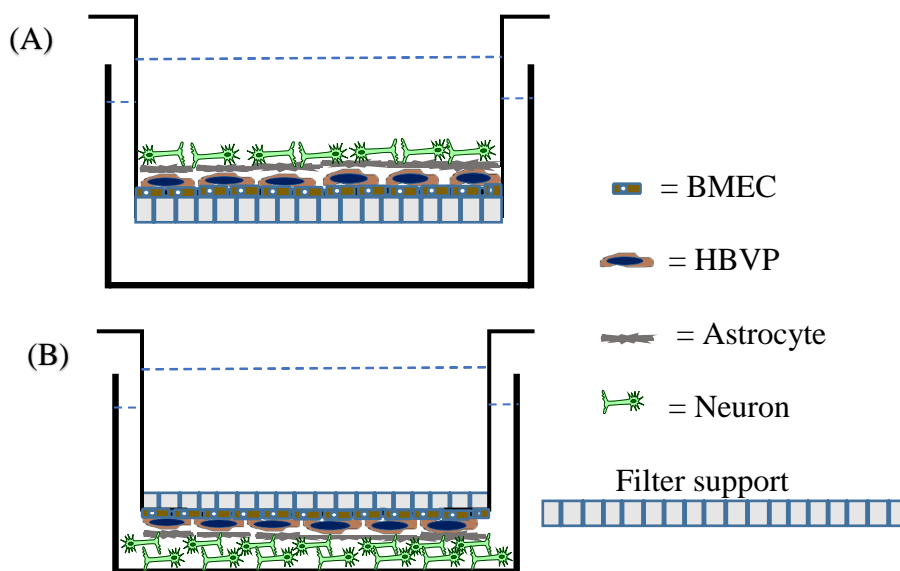 (A)
= BMEC
= HBVP
(B)
= Astrocyte
= Neuron
Filter support